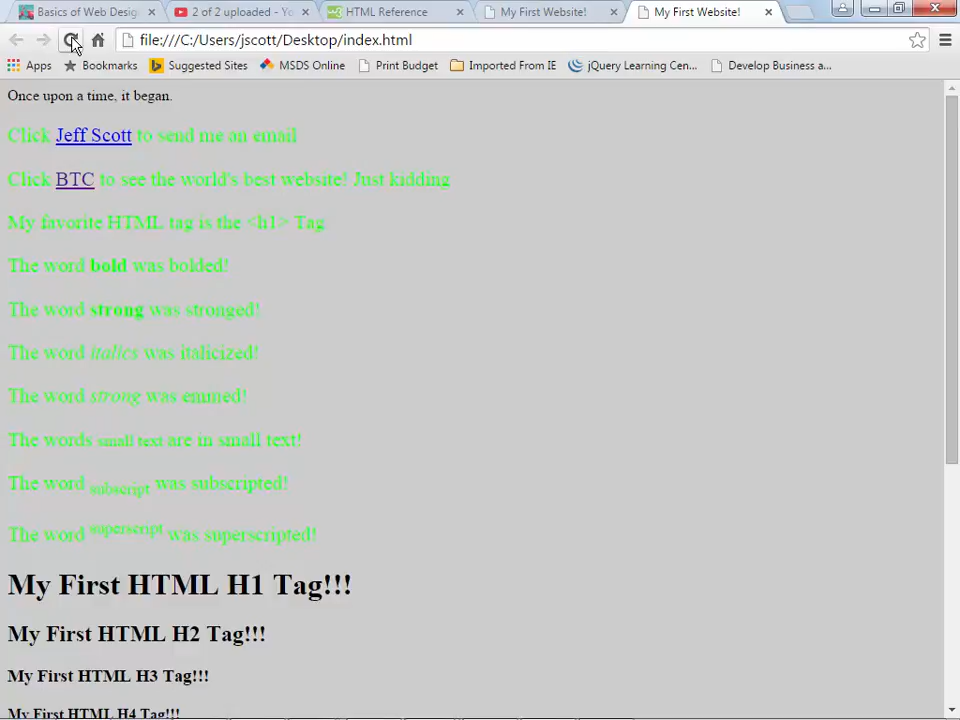 Basics of Web Desig
2 of 2 uploaded - Yo
HTML Reference
My First Website!
My First Website!
file:///C:/Users/jscott/Desktop/index.html
Apps
Bookmarks
Suggested Sites
MSDS Online
Print Budget
Imported From IE
jQuery Learning Cen...
Develop Business a...
Once upon a time, it began.
Click Jeff Scott to send me an email
Click BTC to see the world's best website! Just kidding
My favorite HTML tag is the <h1> Tag
The word bold was bolded!
The word strong was stronged!
The word italics was italicized!
The word strong was emmed!
The words small text are in small text!
The word subscript was subscripted!
The word superscript was superscripted!
My First HTML H1 Tag!!!
My First HTML H2 Tag!!!
My First HTML H3 Tag!!!
My First HTML H4 Tag!!!